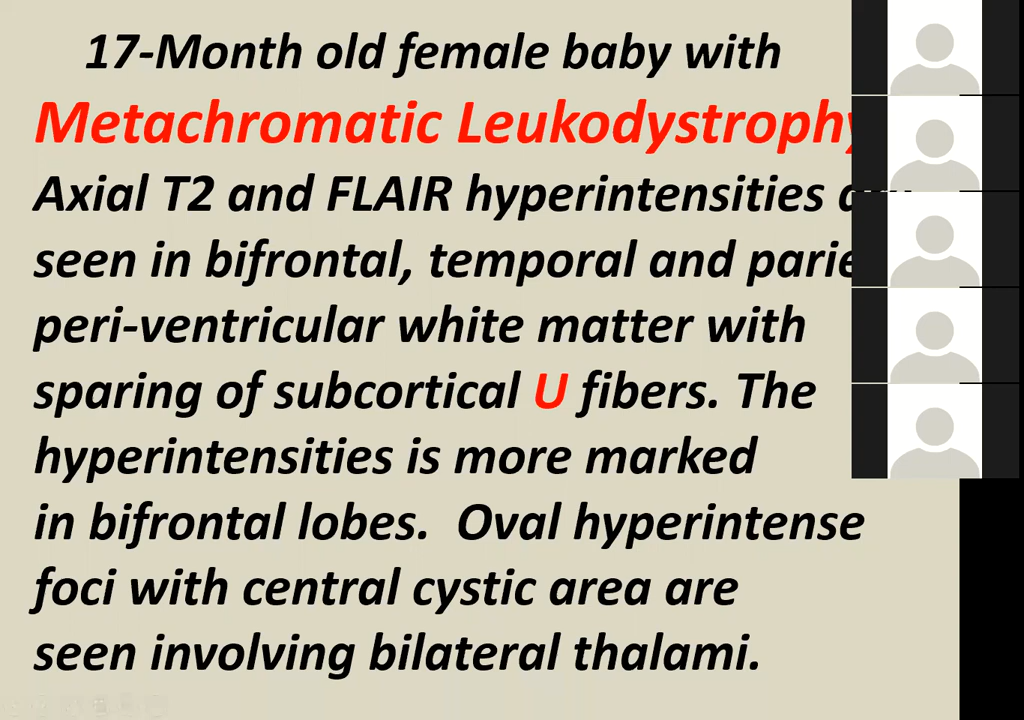 17-Month old female baby with
Metachromatic Leukodystrophy
Axial T2 and FLAIR hyperintensities
seen in bifrontal, temporal and
peri-ventricular white matter with
sparing of subcortical U fibers. The
hyperintensities is more marked
in bifrontal lobes. Oval hyperintense
foci with central cystic area are
seen involving bilateral thalami.